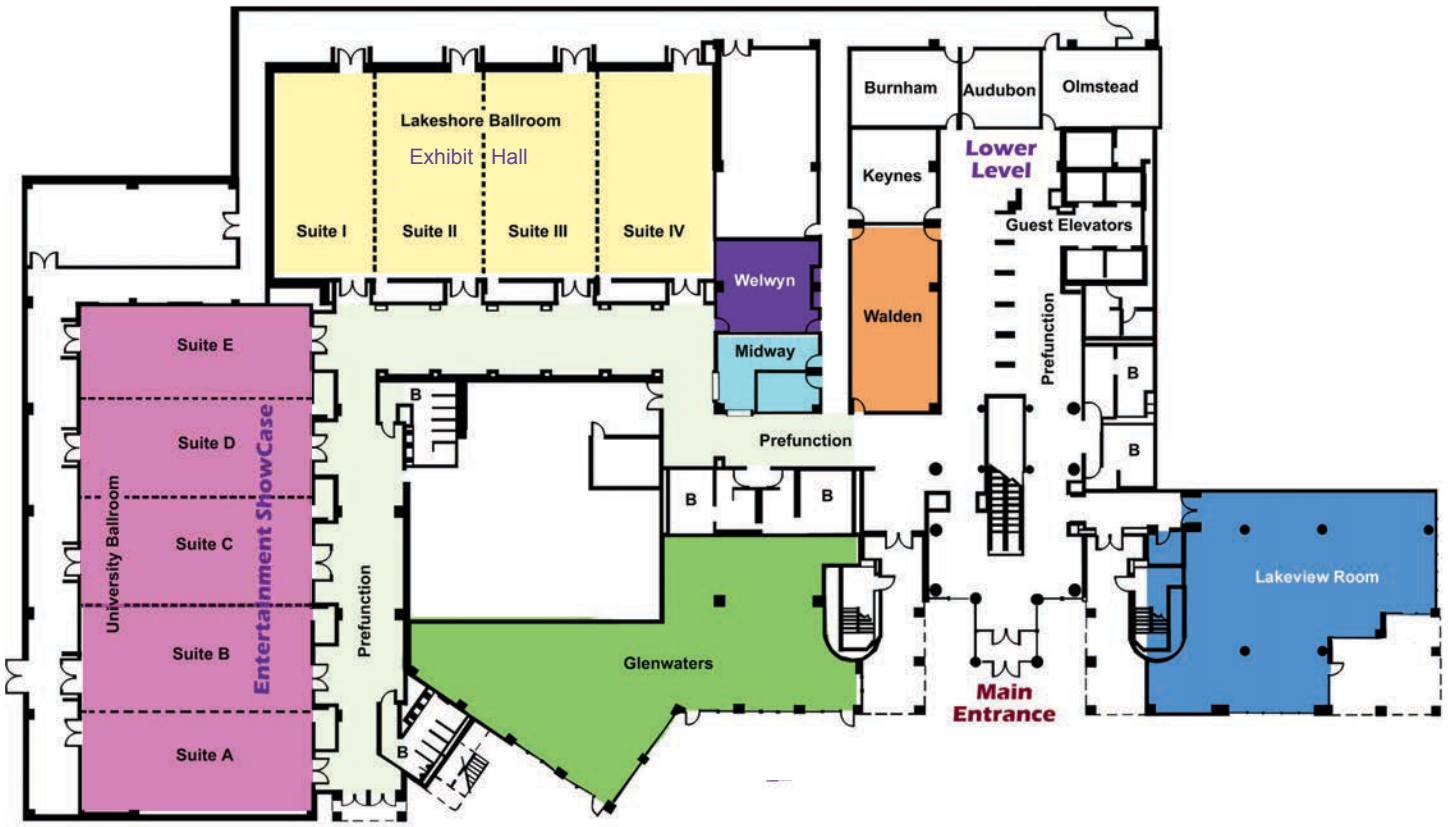 Burnham
Audubon
Olmstead
Lakeshore Ballroom
Exhibit Hall
Lower
Level
Keynes
Suite I
Suite II
Suite III
Suite IV
Guest Elevators
Welwyn
Walden
Prefunction
Suite E
Midway
B
B
Suite D
Prefunction
B
B
B
University Ballroom
Entertainment ShowCase
Suite C
Prefunction
Lakeview Room
Suite B
Glenwaters
Main
Entrance
Suite A
B